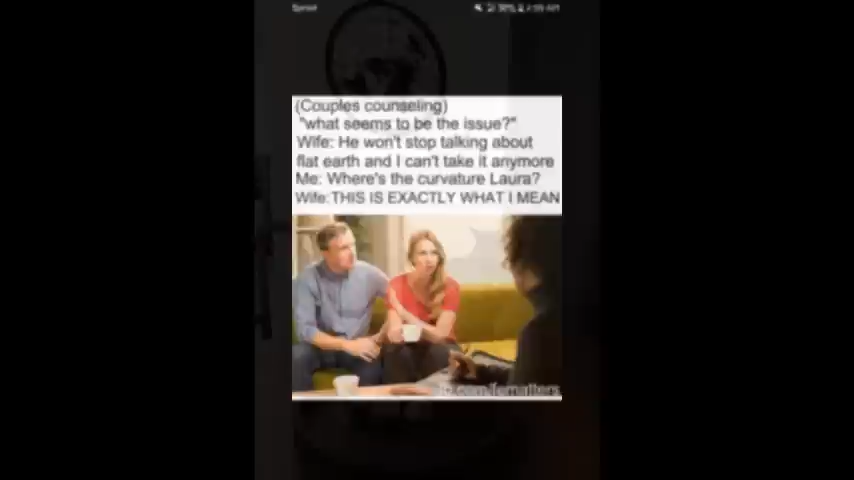 Sprint
(Couples counseling)
"what seems to be the issue?"
Wife: He won't stop talking about
flat earth and I can't take it anymore
Me: Where's the curvature Laura?
Wife:THIS IS EXACTLY WHAT I MEAN